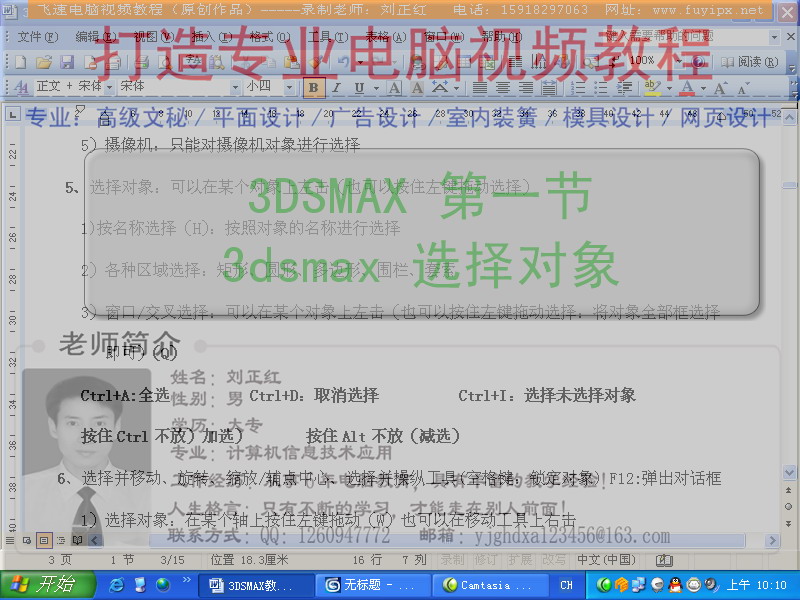 飞速电脑视频教程（原创作品）-----录制老师：刘正红 电话：15918297063 网址：www.fuyipx.net
文件(F) 编辑(E) 视图(V) 插入(I) 格式(O) 工具(T) 表格(A) 窗口(W) 帮助(H) 键入需要帮助的问题
打造专业电脑视频教程
100% 阅读(R)
正文 + 宋体 宋体 小四 B I U A A A
专业：高级文秘／平面设计／广告设计／室内装簧／模具设计／网页设计
5）摄像机：只能对摄像机对象进行选择
5、选择对象：可以在某个对象上左击（也可以按住左键拖动选择）
3DSMAX 第一节
1)按名称选择（H）：按照对象的名称进行选择
3dsmax 选择对象
2）各种区域选择：矩形、圆形、多边形、围栏、套索
3）窗口/交叉选择：可以在某个对象上左击（也可以按住左键拖动选择：将对象全部框选择
即可）(Q)
老师简介
姓名：刘正红
Ctrl+A:全选 Ctrl+D：取消选择 Ctrl+I：选择未选择对象
性别：男
学历：大专
按住Ctrl 不放）加选） 按住Alt 不放（减选）
专业：计算机信息技术应用
6、选择并移动、旋转、缩放/辅点中心、选择并操纵工具(空格键：锁定对象）F12:弹出对话框
人生格言：只有不断的学习，才能走在别人前面！
1）选择对象：在某个轴上按住左键拖动（W）也可以在移动工具上右击
联系方式：QQ：1260947772 邮箱：yjghdxa123456@163.com
3 页 1 节 3/15 位置 18.3厘米 16 行 7 列 录制 修订 扩展 改写 中文(中国)
开始 3DSMAX教... 无标题 - ... Camtasia ... CH 上午 10:10